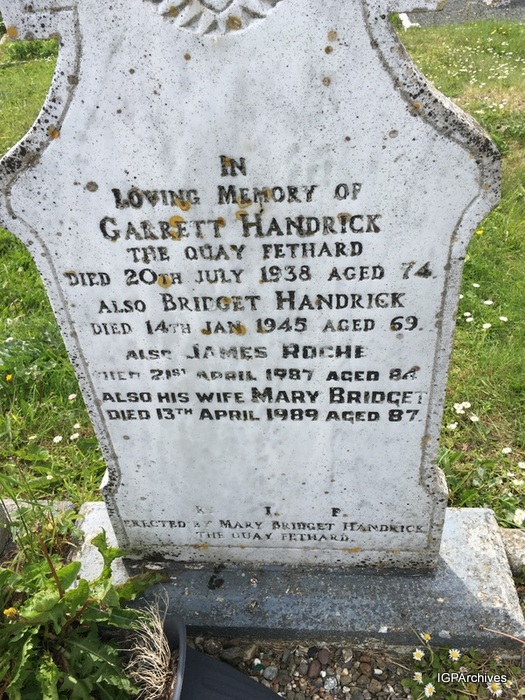 IN
LOVING MEMORY OF
GARRETT HANDRICK
THE QUAY FETHARD
DIED 20TH JULY 1938 AGED 74
ALSO BRIDGET HANDRICK
DIED 14TH JAN 1945 AGED 69.
ALSO JAMES ROCHE
DIED 21ST APRIL 1987 AGED 84
ALSO HIS WIFE MARY BRIDGET
DIED 13TH APRIL 1989 AGED 87
R. I. P.
ERECTED BY MARY BRIDGET HANDRICK
THE QUAY FETHARD.
IGPArchives